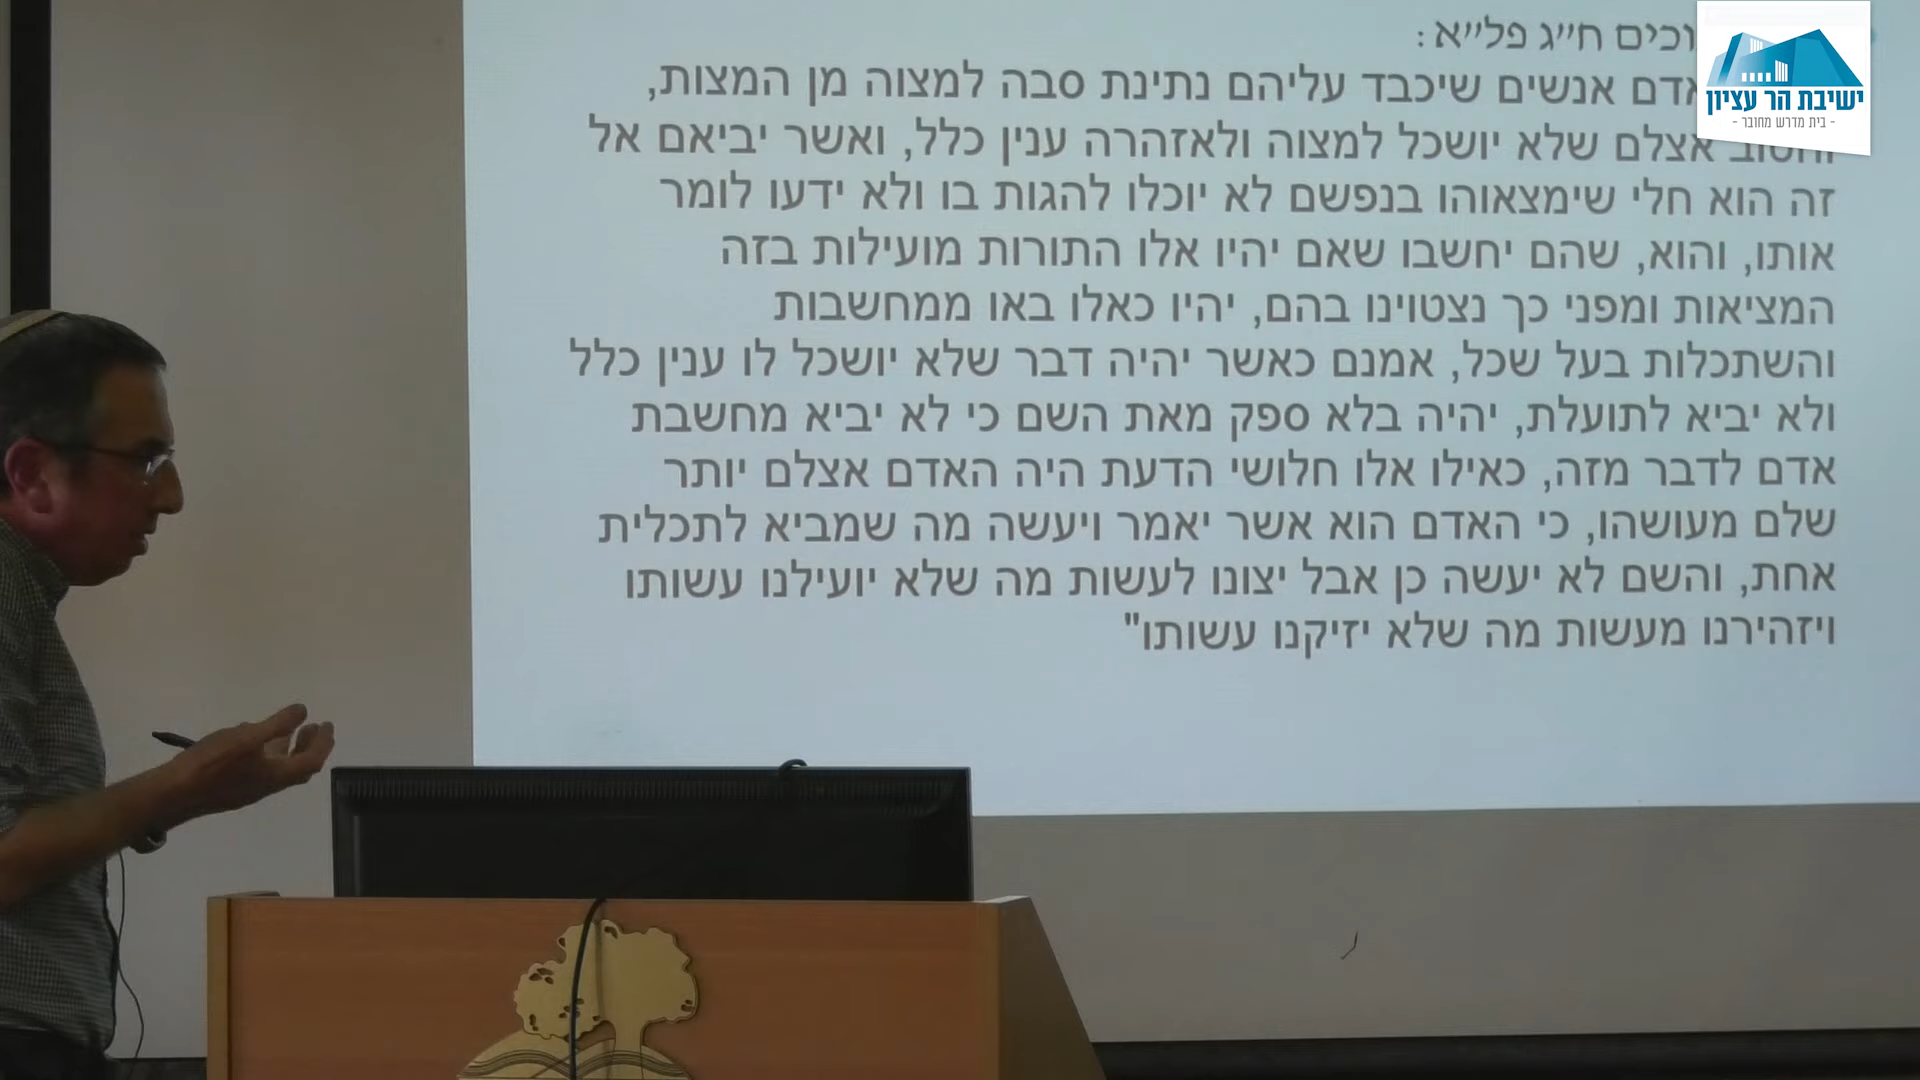 וכים ח״ג פל״א:
אדם אנשים שיכבד עליהם נתינת סבה למצוה מן המצות,
אצלם שלא יושכל למצוה ולאזהרה ענין כלל, ואשר יביאם אל
זה הוא חלי שימצאוהו בנפשם לא יוכלו להגות בו ולא ידעו לומר
אותו, והוא, שהם יחשבו שאם יהיו אלו התורות מועילות בזה
המציאות ומפני כך נצטוינו בהם, יהיו כאלו באו ממחשבות
והשתכלות בעל שכל, אמנם כאשר יהיה דבר שלא יושכל לו ענין כלל
ולא יביא לתועלת, יהיה בלא ספק מאת השם כי לא יביא מחשבת
אדם לדבר מזה, כאילו אלו חלושי הדעת היה האדם אצלם יותר
שלם מעושהו, כי האדם הוא אשר יאמר ויעשה מה שמביא לתכלית
אחת, והשם לא יעשה כן אבל יצונו לעשות מה שלא יועילנו עשותו
ויזהירנו מעשות מה שלא יזיקנו עשותו"
ישיבת הר עציון
- בית מדרש מחובר -